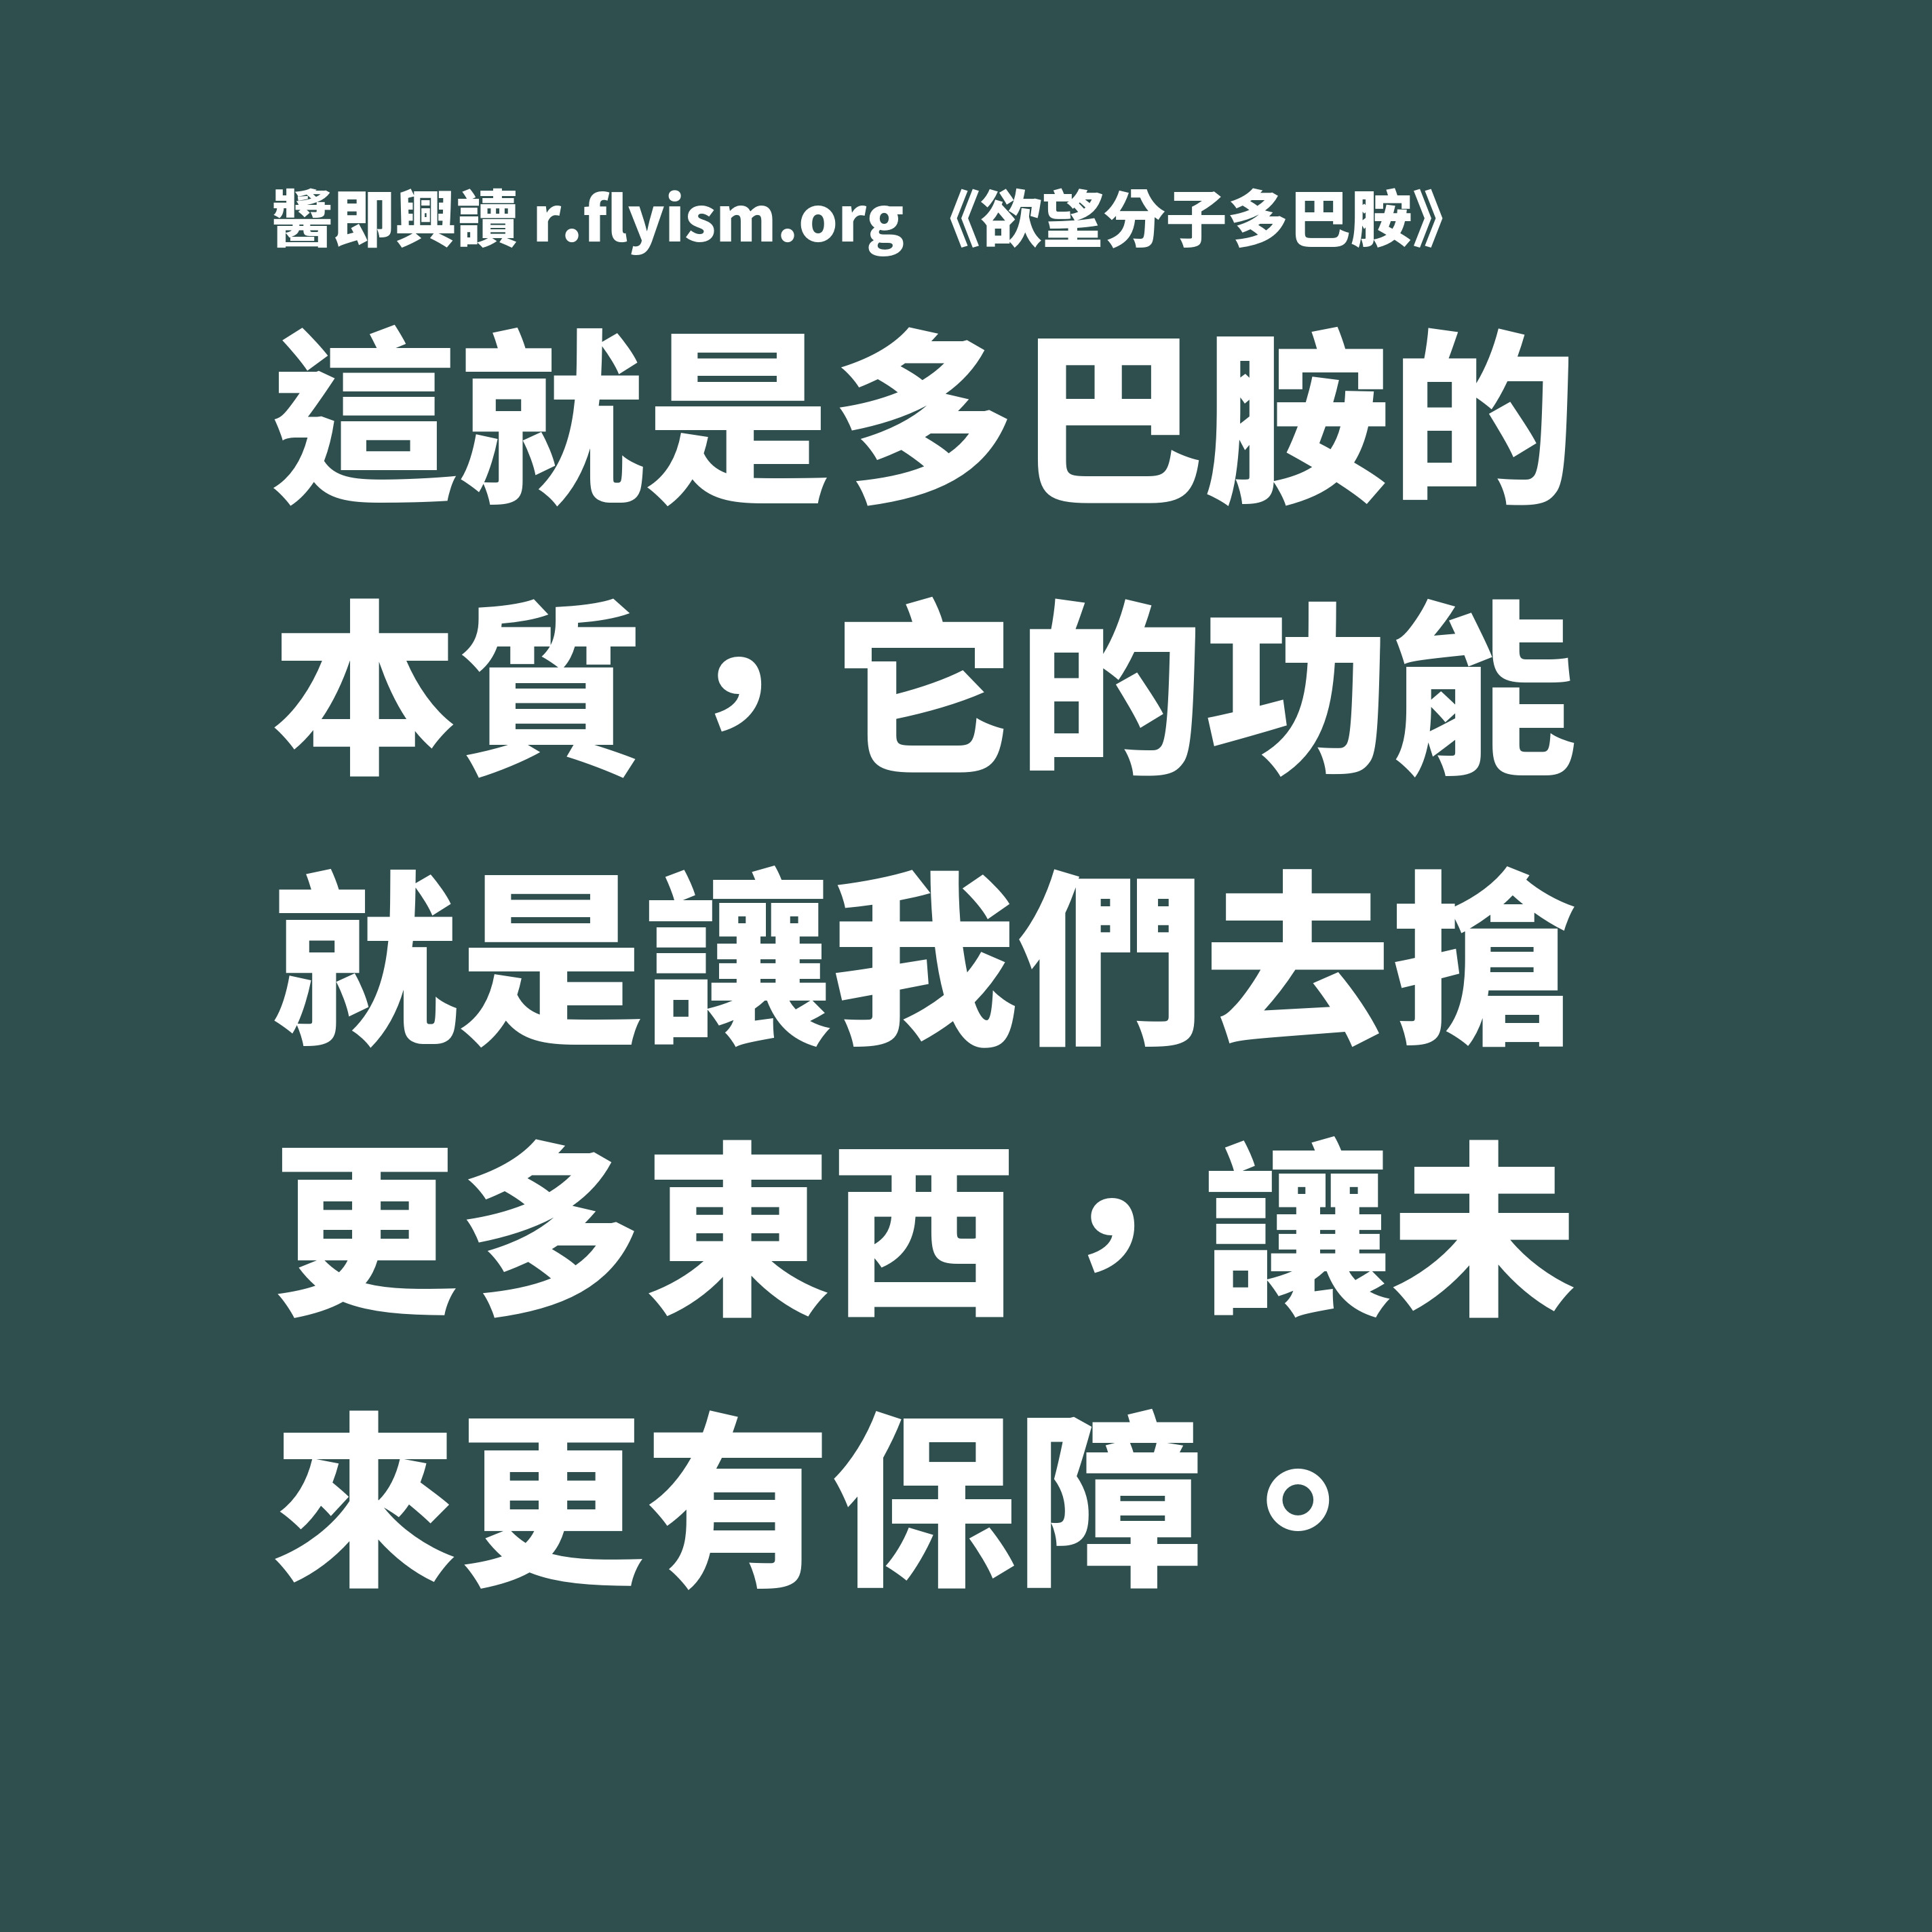 擊即與讀 r.flyism.org 《欲望分子多巴胺》
這就是多巴胺的
本質，它的功能
就是讓我們去搶
更多東西，讓未
來更有保障。